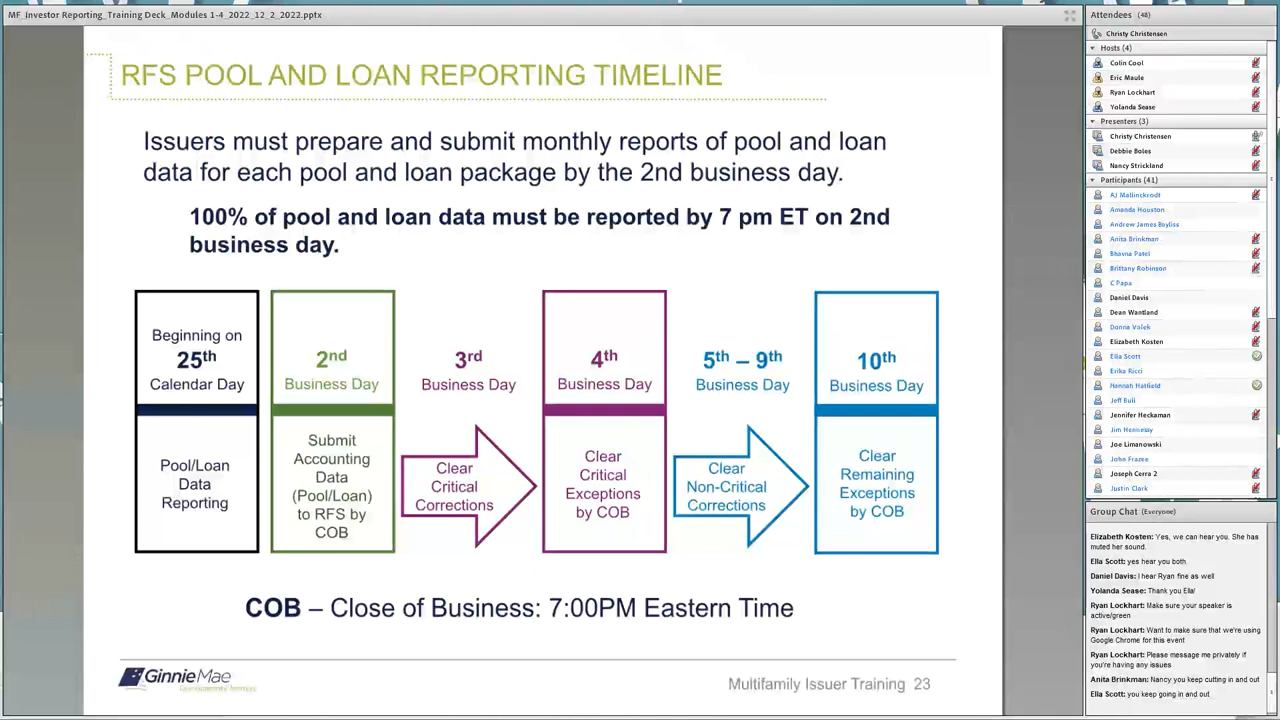 MF_Investor Reporting_Training Deck_Modules 1-4_2022_12_2_2022.pptx
RFS POOL AND LOAN REPORTING TIMELINE
Issuers must prepare and submit monthly reports of pool and loan
data for each pool and loan package by the 2nd business day.
100% of pool and loan data must be reported by 7 pm ET on 2nd
business day.
Beginning on
25th
Calendar Day
Pool/Loan
Data
Reporting
2nd
Business Day
Submit
Accounting
Data
(Pool/Loan)
to RFS by
COB
3rd
Business Day
Clear
Critical
Corrections
4th
Business Day
Clear
Critical
Exceptions
by COB
5th – 9th
Business Day
Clear
Non-Critical
Corrections
10th
Business Day
Clear
Remaining
Exceptions
by COB
COB – Close of Business: 7:00PM Eastern Time
GinnieMae
Multifamily Issuer Training 23
Attendees (48)
Christy Christensen
Hosts (4)
Colin Cool
Eric Maule
Ryan Lockhart
Yolanda Sease
Presenters (3)
Christy Christensen
Debbie Boles
Nancy Strickland
Participants (41)
AJ Mallinckrodt
Amanda Houston
Andrew James Bayliss
Anita Brinkman
Bhavna Patel
Brittany Robinson
C Papa
Daniel Davis
Dean Wantland
Donna Valek
Elizabeth Kosten
Ella Scott
Erika Ricci
Hannah Hatfield
Jeff Buli
Jennifer Heckaman
Jim Hennessy
Joe Limanowski
John Frazee
Joseph Cerra 2
Justin Clark
Group Chat (Everyone)
Elizabeth Kosten: Yes, we can hear you. She has
muted her sound.
Ella Scott: yes hear you both
Daniel Davis: I hear Ryan fine as well
Yolanda Sease: Thank you Ella!
Ryan Lockhart: Make sure your speaker is
active/green
Ryan Lockhart: Want to make sure that we're using
Google Chrome for this event
Ryan Lockhart: Please message me privately if
you're having any issues
Anita Brinkman: Nancy you keep cutting in and out
Ella Scott: you keep going in and out